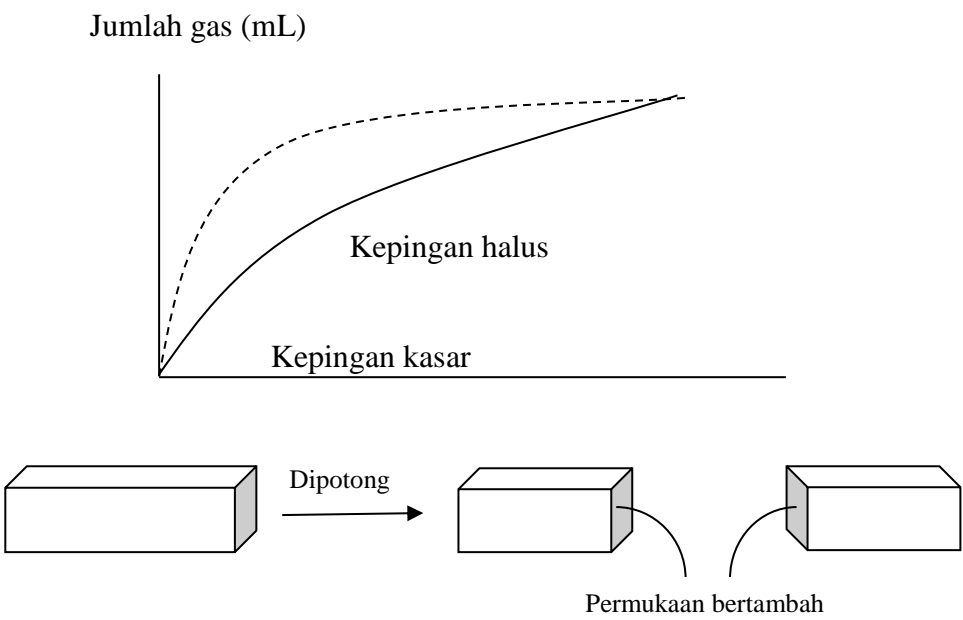 Jumlah gas (mL)
Kepingan halus
Kepingan kasar
Dipotong
Permukaan bertambah